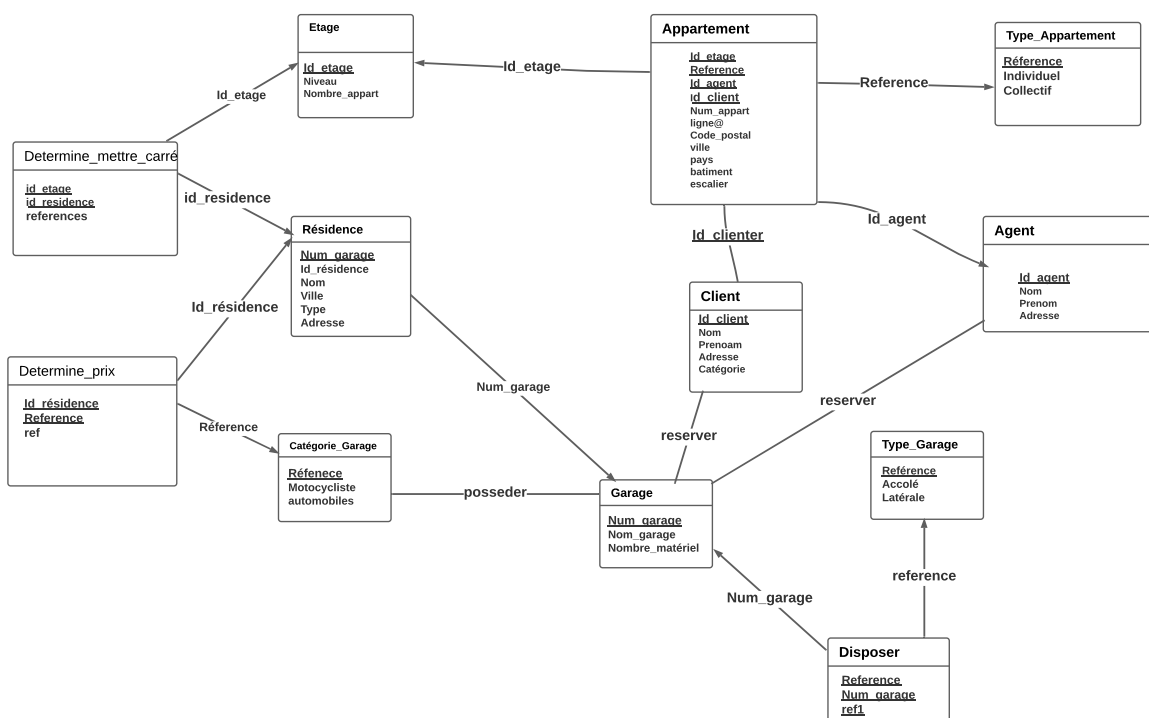 Etage
Id_etage
Niveau
Nombre_appart
Id_etage
Appartement
Id_etage
Reference
Id_agent
Id_client
Num_appart
ligne@
Code_postal
ville
pays
batiment
escalier
Reference
Type_Appartement
Réference
Individuel
Collectif
Id_etage
Determine_mettre_carré
id_etage
id_residence
references
id_residence
Résidence
Num_garage
Id_résidence
Nom
Ville
Type
Adresse
Id_clienter
Id_agent
Agent
Id_agent
Nom
Prenom
Adresse
Client
Id_client
Nom
Prenoam
Adresse
Catégorie
Id_résidence
Determine_prix
Id_résidence
Reference
ref
Réference
Num_garage
reserver
reserver
Catégorie_Garage
Réfenece
Motocycliste
automobiles
posseder
Garage
Num_garage
Nom_garage
Nombre_matériel
Type_Garage
Reférence
Accolé
Latérale
reference
Num_garage
Disposer
Reference
Num_garage
ref1